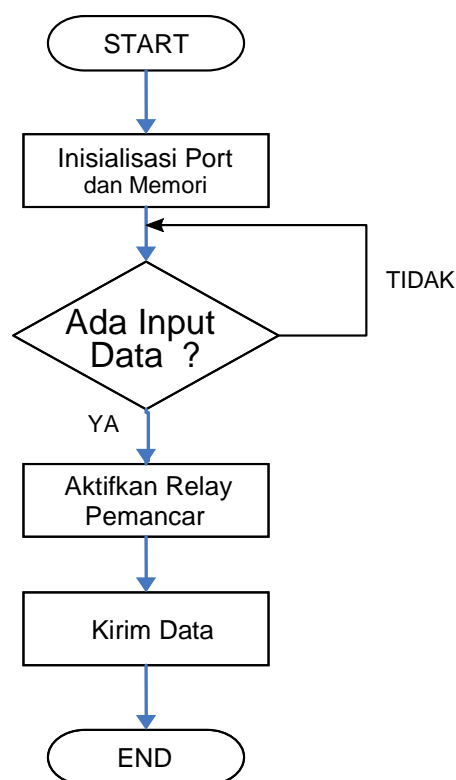 START
Inisialisasi Port
dan Memori
TIDAK
Ada Input
Data ?
YA
Aktifkan Relay
Pemancar
Kirim Data
END